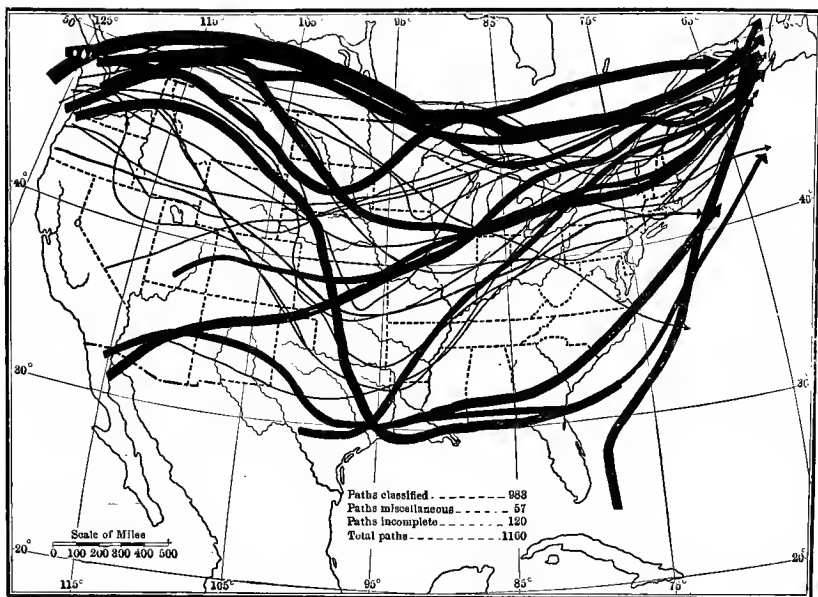 50° 125° 115° 105° 95° 85° 75° 65°
40° 40°
30° 30°
Paths classified 983
Paths miscellaneous 57
Paths incomplete 120
Total paths 1160
Scale of Miles
0 100 200 300 400 500
20° 20°
115° 105° 95° 85° 75°